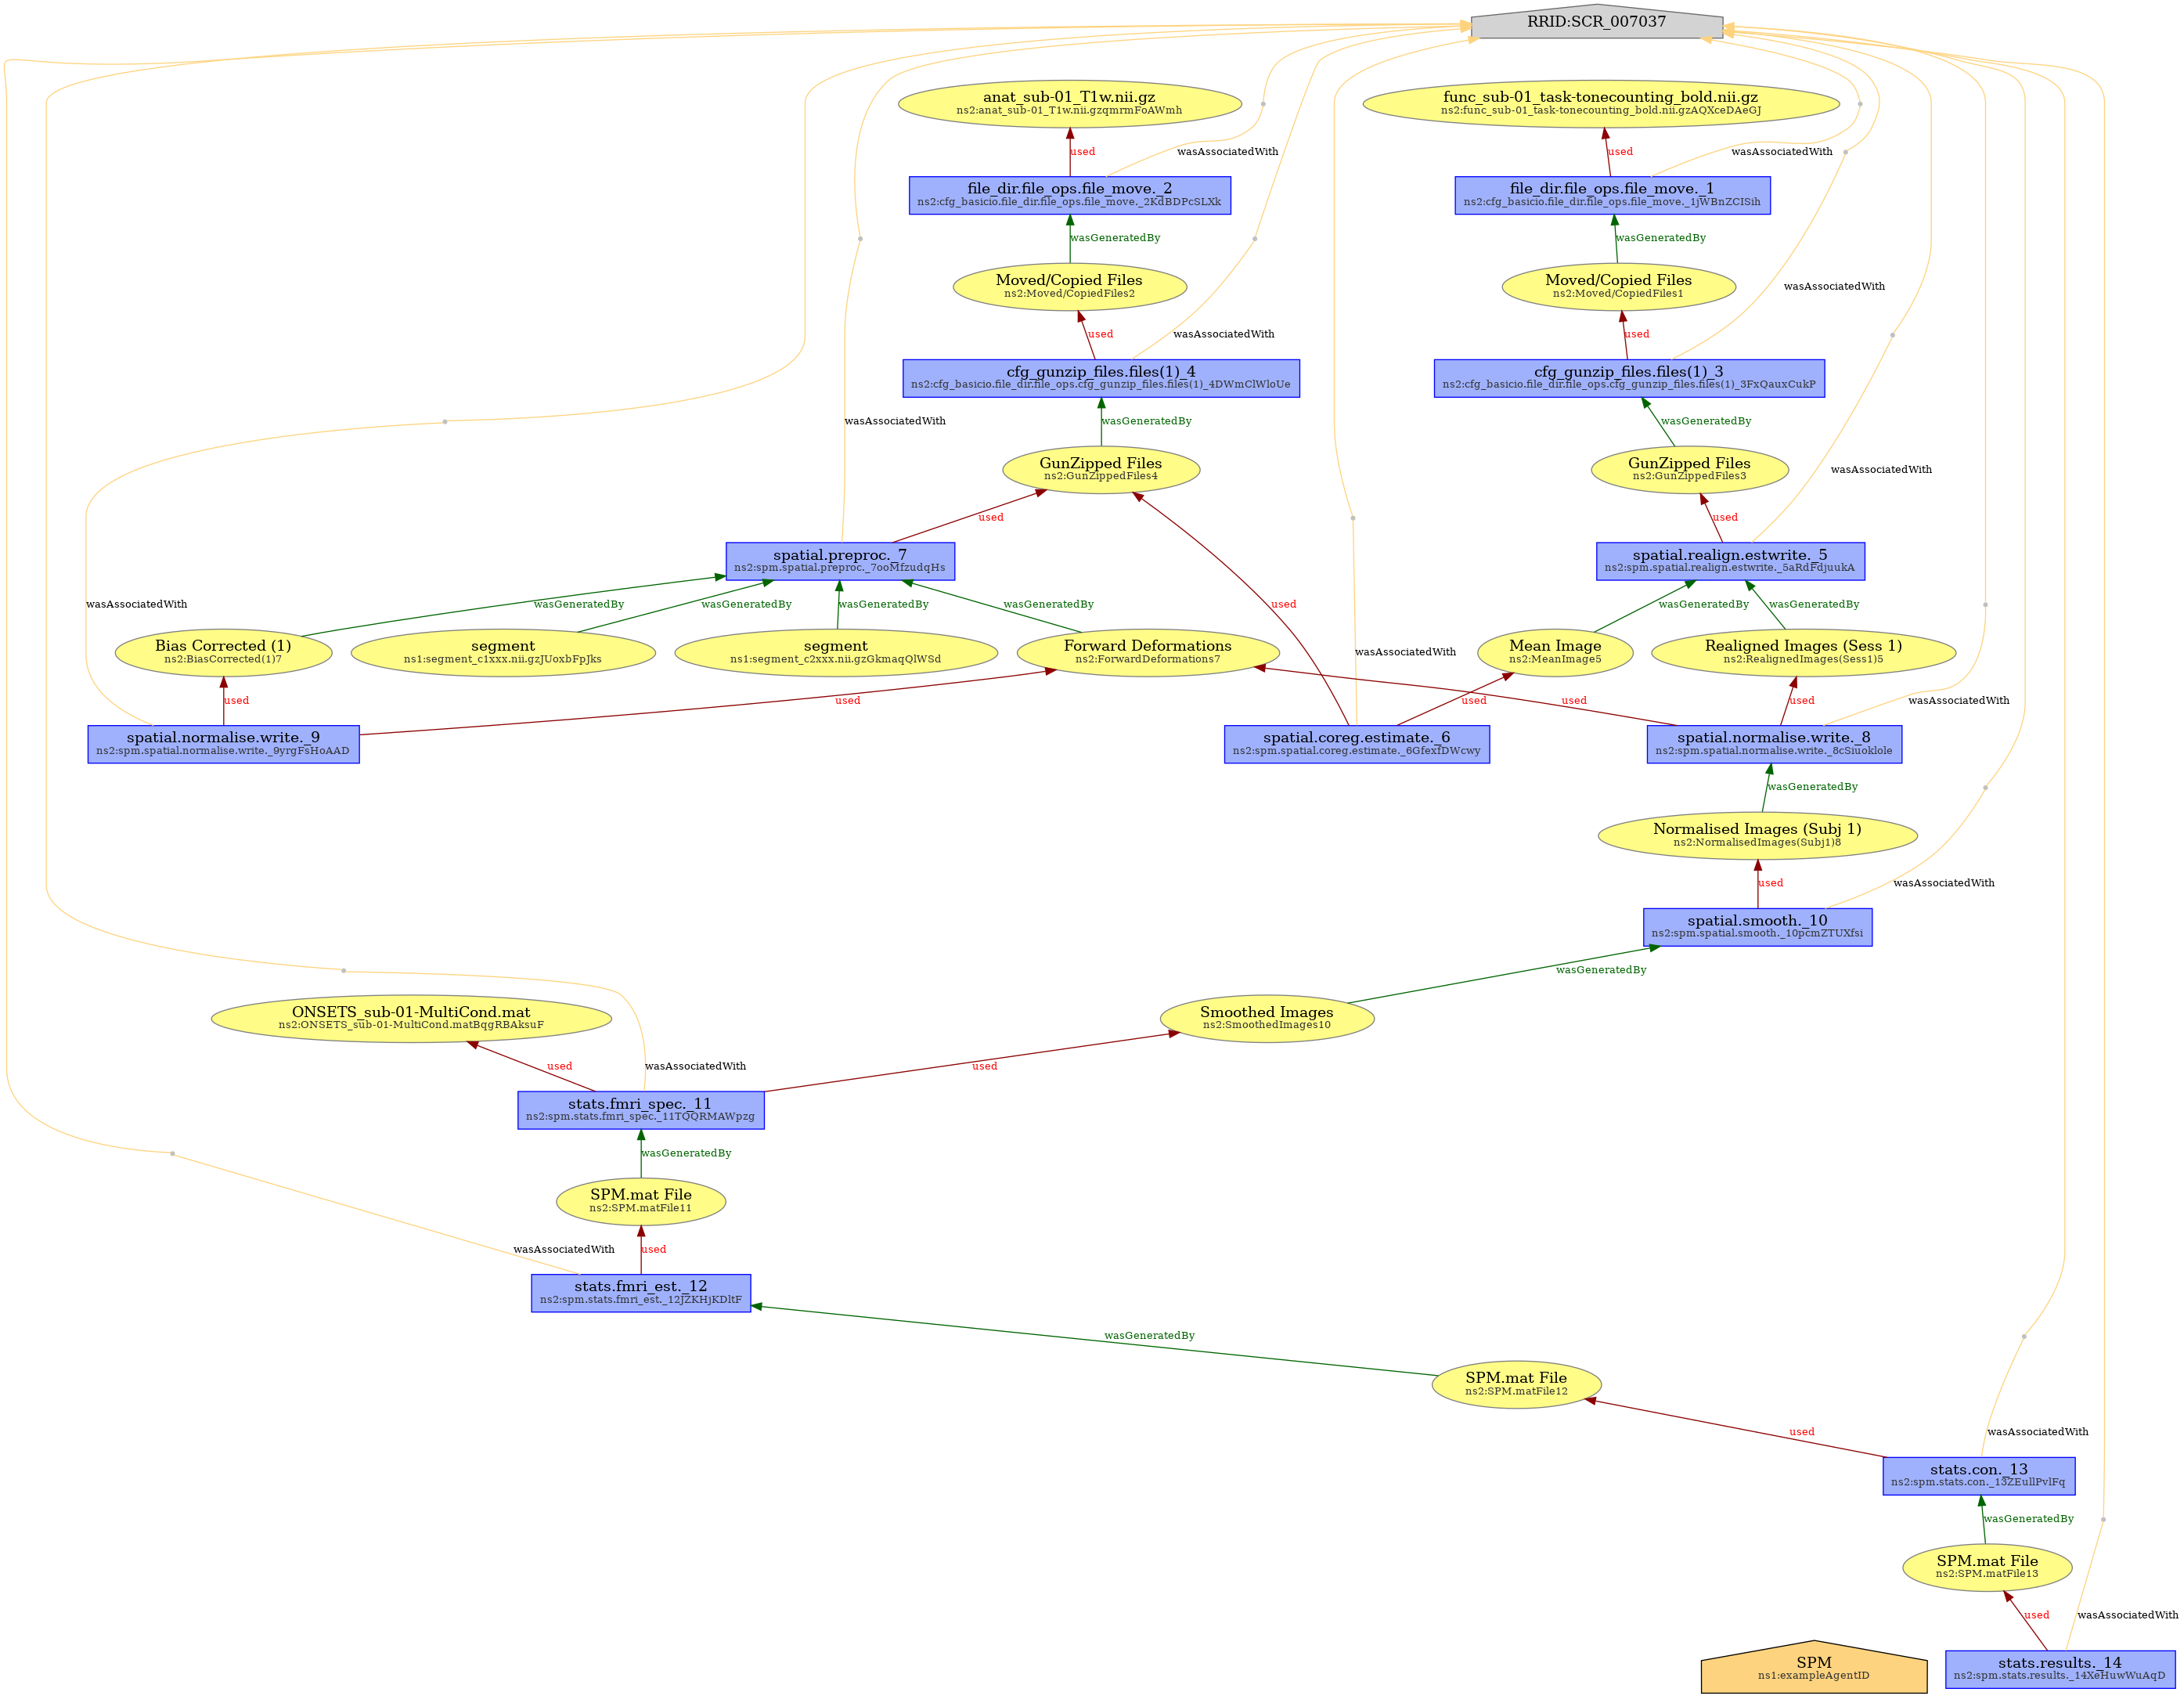 RRID:SCR_007037
anat_sub-01_T1w.nii.gz
ns2:anat_sub-01_T1w.nii.gzqmrmFoAWmh
func_sub-01_task-tonecounting_bold.nii.gz
ns2:func_sub-01_task-tonecounting_bold.nii.gzAQXceDAeGJ
used
wasAssociatedWith
used
wasAssociatedWith
file_dir.file_ops.file_move._2
ns2:cfg_basicio.file_dir.file_ops.file_move._2KdBDPcSLXk
file_dir.file_ops.file_move._1
ns2:cfg_basicio.file_dir.file_ops.file_move._1jWBnZCISih
wasGeneratedBy
wasGeneratedBy
Moved/Copied Files
ns2:Moved/CopiedFiles2
Moved/Copied Files
ns2:Moved/CopiedFiles1
wasAssociatedWith
used
wasAssociatedWith
used
cfg_gunzip_files.files(1)_4
ns2:cfg_basicio.file_dir.file_ops.cfg_gunzip_files.files(1)_4DWmClWloUe
cfg_gunzip_files.files(1)_3
ns2:cfg_basicio.file_dir.file_ops.cfg_gunzip_files.files(1)_3FxQauxCukP
wasAssociatedWith
wasGeneratedBy
wasGeneratedBy
GunZipped Files
ns2:GunZippedFiles4
GunZipped Files
ns2:GunZippedFiles3
wasAssociatedWith
used
used
spatial.preproc._7
ns2:spm.spatial.preproc._7ooMfzudqHs
spatial.realign.estwrite._5
ns2:spm.spatial.realign.estwrite._5aRdFdjuukA
wasAssociatedWith
wasGeneratedBy
wasGeneratedBy
wasGeneratedBy
wasGeneratedBy
used
wasGeneratedBy
wasGeneratedBy
Bias Corrected (1)
ns2:BiasCorrected(1)7
segment
ns1:segment_c1xxx.nii.gzJUoxbFpJks
segment
ns1:segment_c2xxx.nii.gzGkmaqQlWSd
Forward Deformations
ns2:ForwardDeformations7
Mean Image
ns2:MeanImage5
Realigned Images (Sess 1)
ns2:RealignedImages(Sess1)5
wasAssociatedWith
used
used
used
used
used
wasAssociatedWith
spatial.normalise.write._9
ns2:spm.spatial.normalise.write._9yrgFsHoAAD
spatial.coreg.estimate._6
ns2:spm.spatial.coreg.estimate._6GfexfDWcwy
spatial.normalise.write._8
ns2:spm.spatial.normalise.write._8cSiuoklole
wasGeneratedBy
Normalised Images (Subj 1)
ns2:NormalisedImages(Subj1)8
used
wasAssociatedWith
spatial.smooth._10
ns2:spm.spatial.smooth._10pcmZTUXfsi
wasGeneratedBy
ONSETS_sub-01-MultiCond.mat
ns2:ONSETS_sub-01-MultiCond.matBqgRBAksuF
Smoothed Images
ns2:SmoothedImages10
used
wasAssociatedWith
used
stats.fmri_spec._11
ns2:spm.stats.fmri_spec._11TQQRMAWpzg
wasGeneratedBy
SPM.mat File
ns2:SPM.matFile11
wasAssociatedWith
used
stats.fmri_est._12
ns2:spm.stats.fmri_est._12JZKHjKDltF
wasGeneratedBy
SPM.mat File
ns2:SPM.matFile12
used
wasAssociatedWith
stats.con._13
ns2:spm.stats.con._13ZEullPvlFq
wasGeneratedBy
SPM.mat File
ns2:SPM.matFile13
used
wasAssociatedWith
SPM
ns1:exampleAgentID
stats.results._14
ns2:spm.stats.results._14XeHuwWuAqD